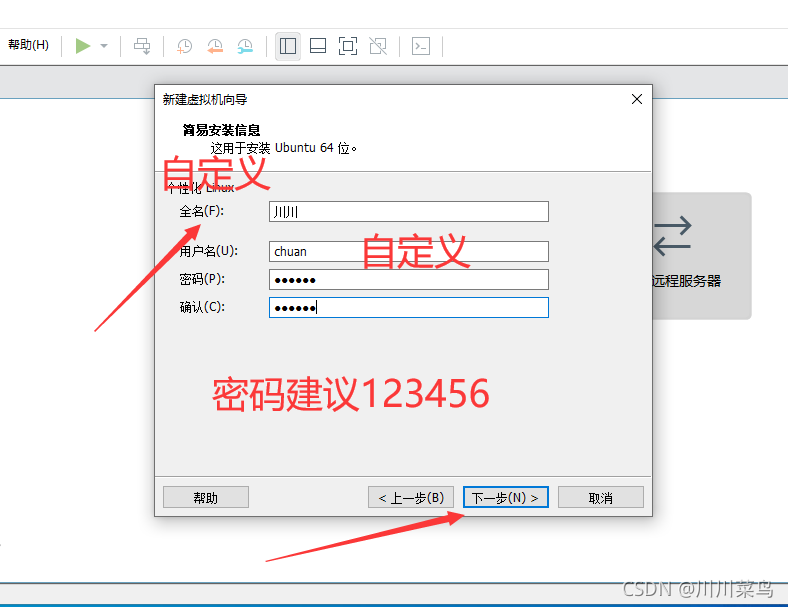 帮助(H)
新建虚拟机向导
简易安装信息
这用于安装 Ubuntu 64 位。
自定义
个性化 Linux
全名(F):
川川
用户名(U):
chuan
自定义
密码(P):
●●●●●●
确认(C):
●●●●●●
远程服务器
密码建议123456
帮助
< 上一步(B)
下一步(N) >
取消
CSDN @川川菜鸟